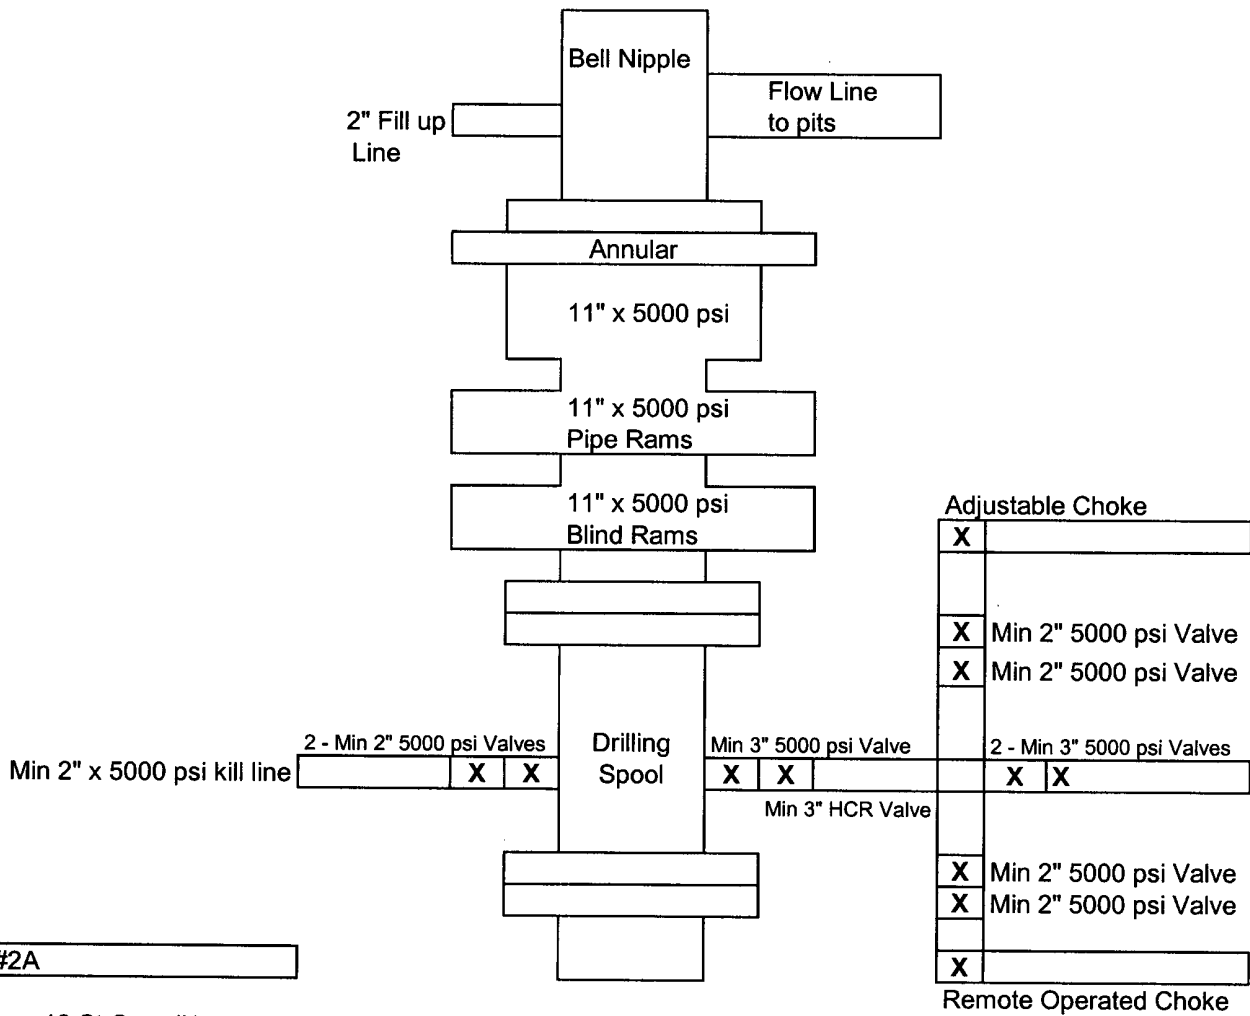 Bell Nipple
Flow Line
to pits
2" Fill up
Line
Annular
11" x 5000 psi
11" x 5000 psi
Pipe Rams
11" x 5000 psi
Blind Rams
Adjustable Choke
X
X Min 2" 5000 psi Valve
X Min 2" 5000 psi Valve
2 - Min 2" 5000 psi Valves
Drilling
Spool
Min 3" 5000 psi Valve
2 - Min 3" 5000 psi Valves
Min 2" x 5000 psi kill line
X X
X X
X X
Min 3" HCR Valve
X Min 2" 5000 psi Valve
X Min 2" 5000 psi Valve
#2A
X
Remote Operated Choke